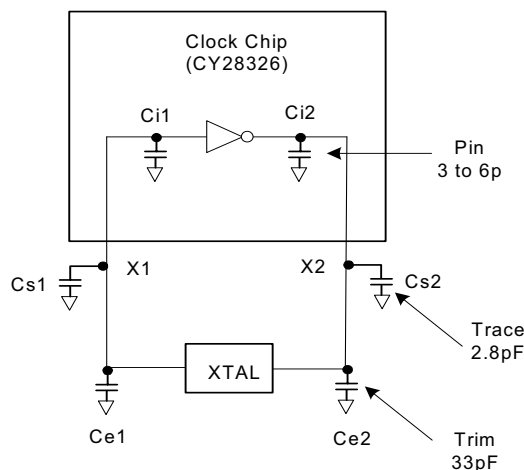 Clock Chip
(CY28326)
Ci1
Ci2
Pin
3 to 6p
X1
X2
Cs1
Cs2
Trace
2.8pF
XTAL
Ce1
Ce2
Trim
33pF